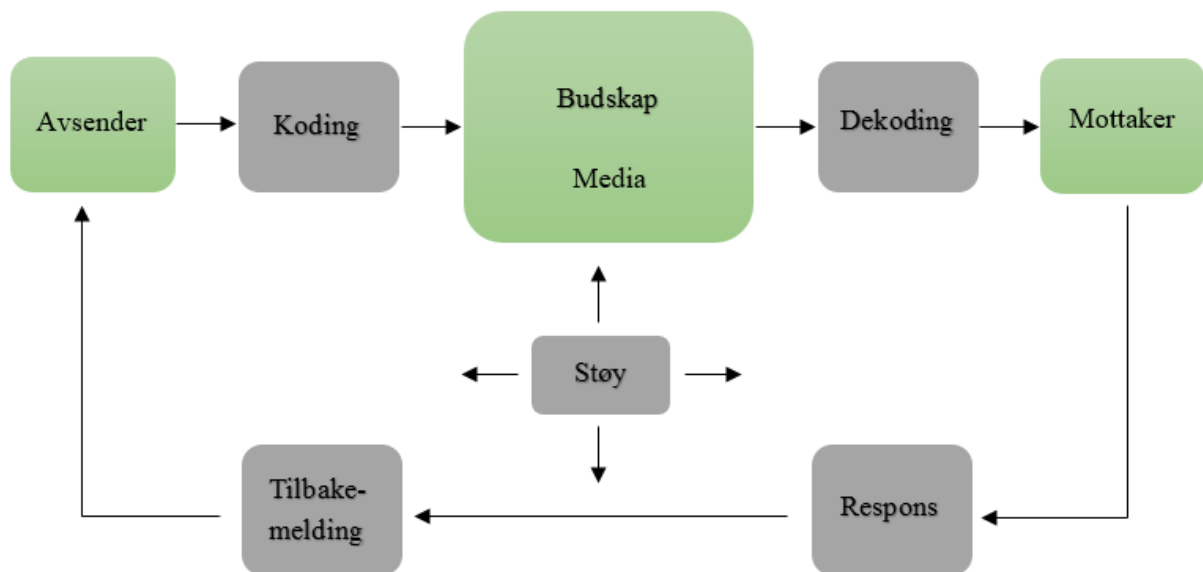 Avsender
Koding
Budskap
Media
Dekoding
Mottaker
Støy
Tilbake-
melding
Respons